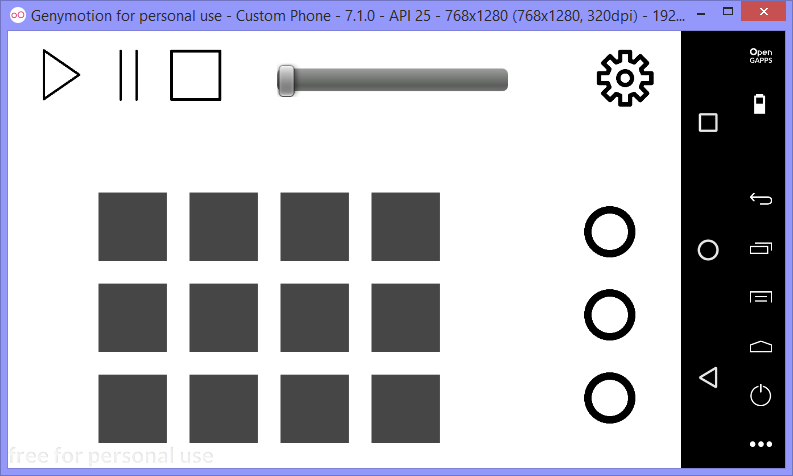 Genymotion for personal use - Custom Phone - 7.1.0 - API 25 - 768x1280 (768x1280, 320dpi) - 192...
Open
GAPPS
free for personal use